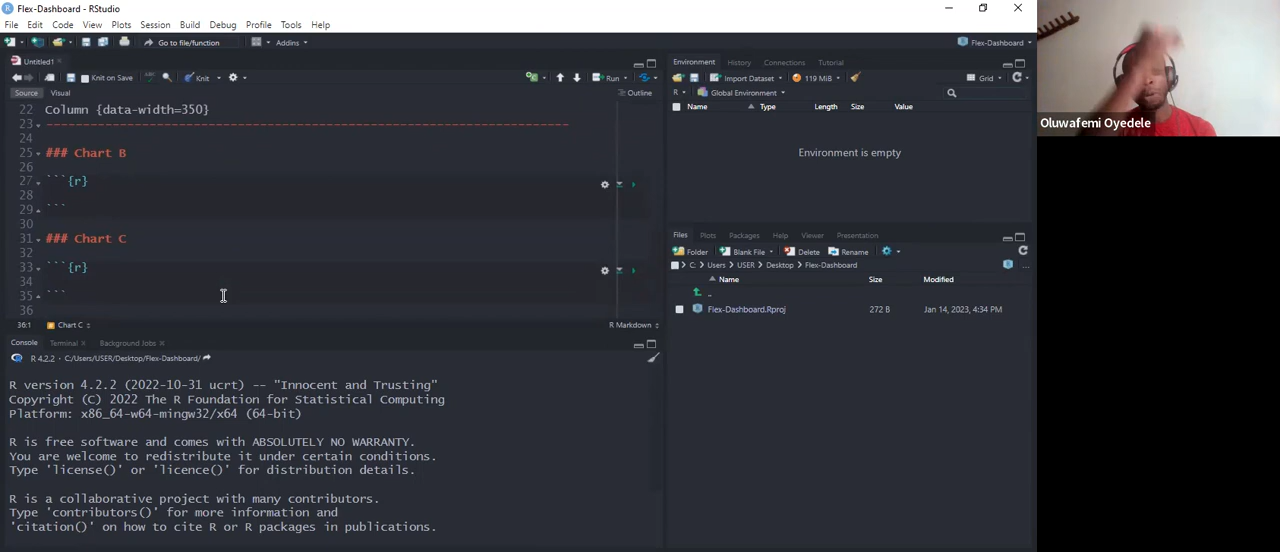 Flex-Dashboard - RStudio
File Edit Code View Plots Session Build Debug Profile Tools Help
Go to file/function
Addins
Flex-Dashboard
Untitled1
Knit on Save
Knit
Run
Source Visual
Outline
22 Column {data-width=350}
23 -----------------------------------------------------------------------
24
25 ### Chart B
26
27 ```{r}
28
29 ```
30
31 ### Chart C
32
33 ```{r}
34
35 ```
36
36:1 Chart C R Markdown
Console Terminal Background Jobs
R 4.2.2 · C:/Users/USER/Desktop/Flex-Dashboard/
R version 4.2.2 (2022-10-31 ucrt) -- "Innocent and Trusting"
Copyright (C) 2022 The R Foundation for Statistical Computing
Platform: x86_64-w64-mingw32/x64 (64-bit)
R is free software and comes with ABSOLUTELY NO WARRANTY.
You are welcome to redistribute it under certain conditions.
Type 'license()' or 'licence()' for distribution details.
R is a collaborative project with many contributors.
Type 'contributors()' for more information and
'citation()' on how to cite R or R packages in publications.
Environment History Connections Tutorial
Import Dataset 119 MiB Grid
R Global Environment
Name Type Length Size Value
Environment is empty
Files Plots Packages Help Viewer Presentation
Folder Blank File Delete Rename
C: Users USER Desktop Flex-Dashboard ...
Name Size Modified
..
Flex-Dashboard.Rproj 272 B Jan 14, 2023, 4:34 PM
Oluwafemi Oyedele